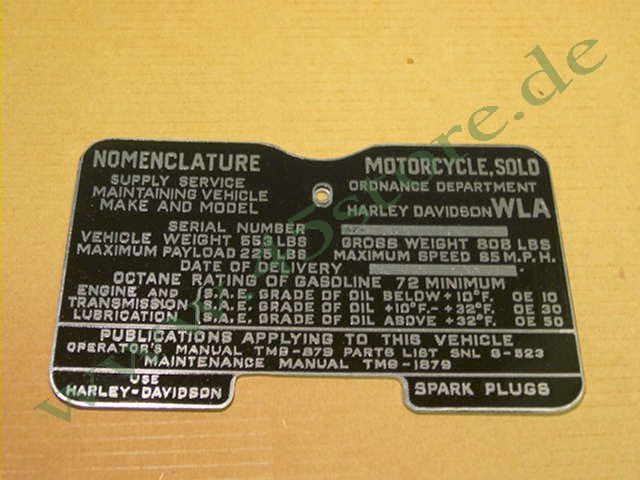 NOMENCLATURE MOTORCYCLE, SOLO
SUPPLY SERVICE ORDNANCE DEPARTMENT
MAINTAINING VEHICLE
MAKE AND MODEL HARLEY DAVIDSON WLA
SERIAL NUMBER
VEHICLE WEIGHT 553 LBS GROSS WEIGHT 808 LBS
MAXIMUM PAYLOAD 225 LBS MAXIMUM SPEED 65 M.P.H.
DATE OF DELIVERY
OCTANE RATING OF GASOLINE 72 MINIMUM
ENGINE AND S.A.E. GRADE OF OIL BELOW +10°F. OE 10
TRANSMISSION S.A.E. GRADE OF OIL +10°F.- +32°F. OE 30
LUBRICATION S.A.E. GRADE OF OIL ABOVE +32°F. OE 50
PUBLICATIONS APPLYING TO THIS VEHICLE
OPERATOR'S MANUAL TM9-879 PARTS LIST SNL G-523
MAINTENANCE MANUAL TM9-1879
USE
HARLEY-DAVIDSON SPARK PLUGS
www.45store.de